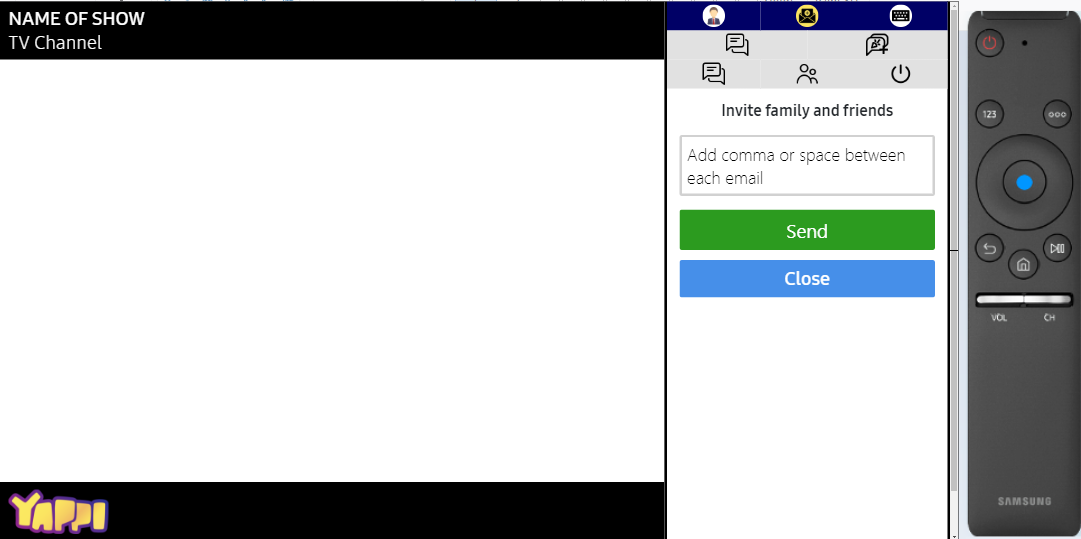 NAME OF SHOW
TV Channel
Invite family and friends
Add comma or space between
each email
Send
Close
YAPPI
123
VOL
CH
SAMSUNG